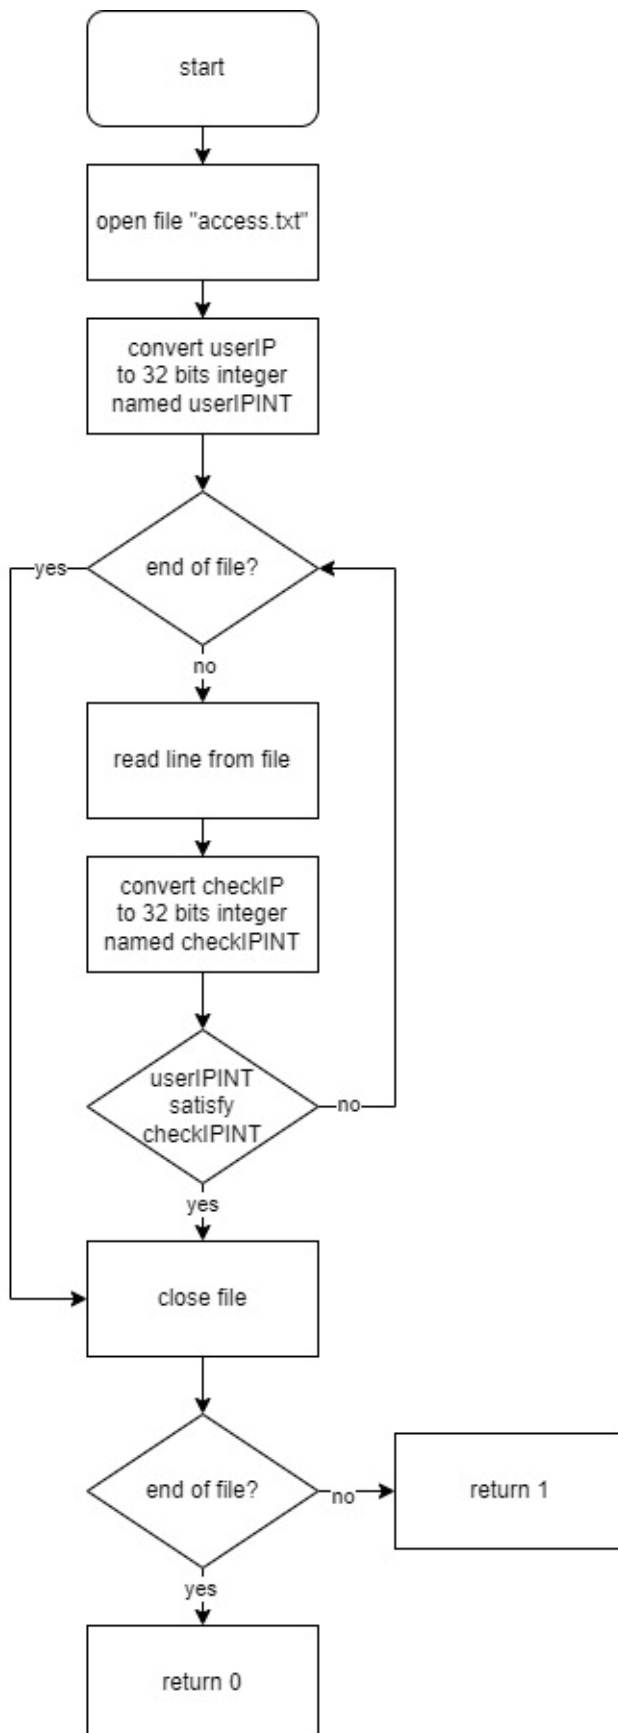 start
open file "access.txt"
convert userIP
to 32 bits integer
named userIPINT
end of file?
yes
no
read line from file
convert checkIP
to 32 bits integer
named checkIPINT
userIPINT
satisfy
checkIPINT
no
yes
close file
end of file?
no
return 1
yes
return 0